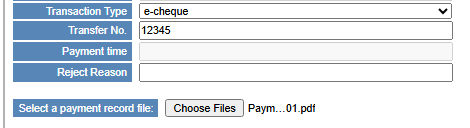 Transaction Type e-cheque
Transfer No. 12345
Payment time
Reject Reason
Select a payment record file: Choose Files Paym...01.pdf